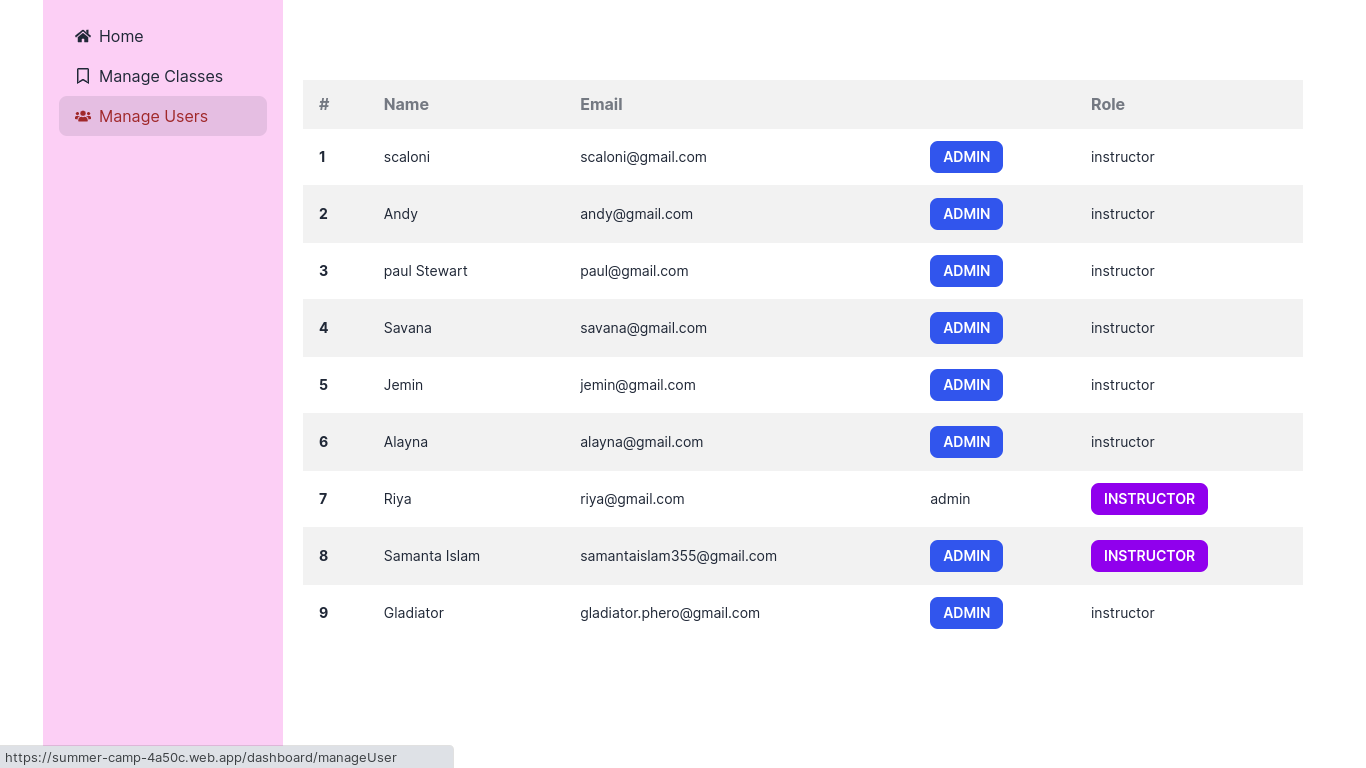 Home
Manage Classes
Manage Users
# Name Email Role
1 scaloni scaloni@gmail.com ADMIN instructor
2 Andy andy@gmail.com ADMIN instructor
3 paul Stewart paul@gmail.com ADMIN instructor
4 Savana savana@gmail.com ADMIN instructor
5 Jemin jemin@gmail.com ADMIN instructor
6 Alayna alayna@gmail.com ADMIN instructor
7 Riya riya@gmail.com admin INSTRUCTOR
8 Samanta Islam samantaislam355@gmail.com ADMIN INSTRUCTOR
9 Gladiator gladiator.phero@gmail.com ADMIN instructor
https://summer-camp-4a50c.web.app/dashboard/manageUser